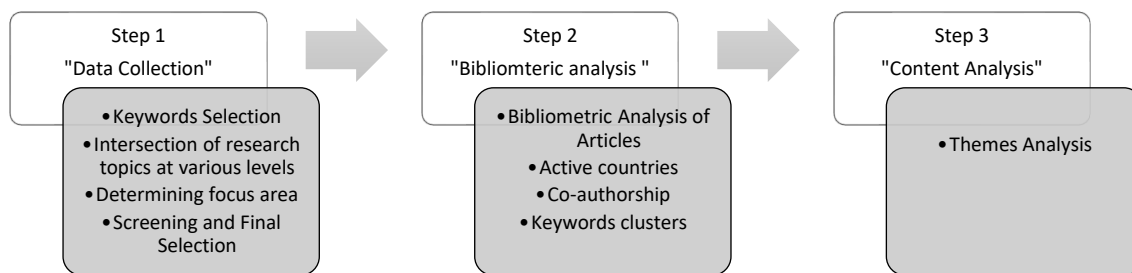 Step 1
"Data Collection"
•Keywords Selection
•Intersection of research
topics at various levels
•Determining focus area
•Screening and Final
Selection
Step 2
"Bibliomteric analysis "
•Bibliometric Analysis of
Articles
•Active countries
•Co-authorship
•Keywords clusters
Step 3
"Content Analysis"
•Themes Analysis